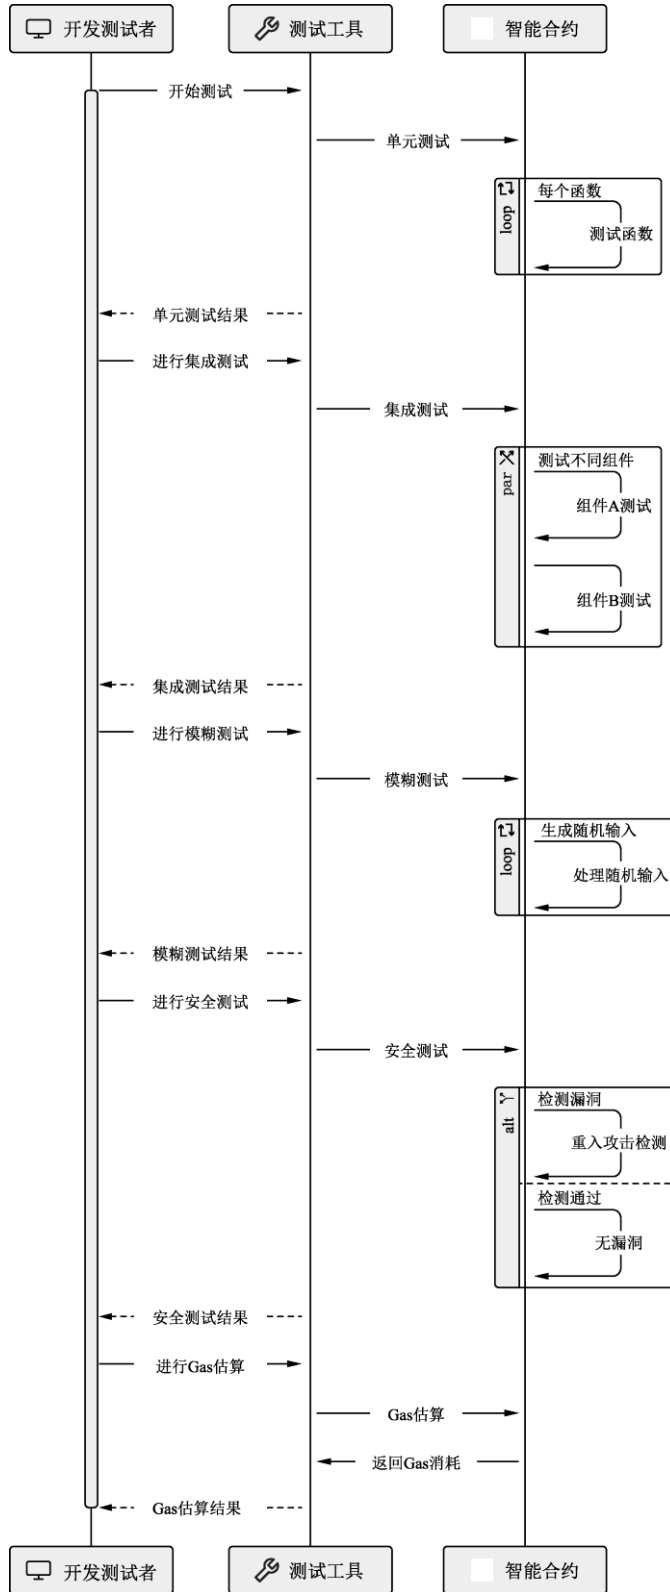 开发测试者
测试工具
智能合约
开始测试
单元测试
loop
每个函数
测试函数
单元测试结果
进行集成测试
集成测试
par
测试不同组件
组件A测试
组件B测试
集成测试结果
进行模糊测试
模糊测试
loop
生成随机输入
处理随机输入
模糊测试结果
进行安全测试
安全测试
alt
检测漏洞
重入攻击检测
检测通过
无漏洞
安全测试结果
进行Gas估算
Gas估算
返回Gas消耗
Gas估算结果
开发测试者
测试工具
智能合约